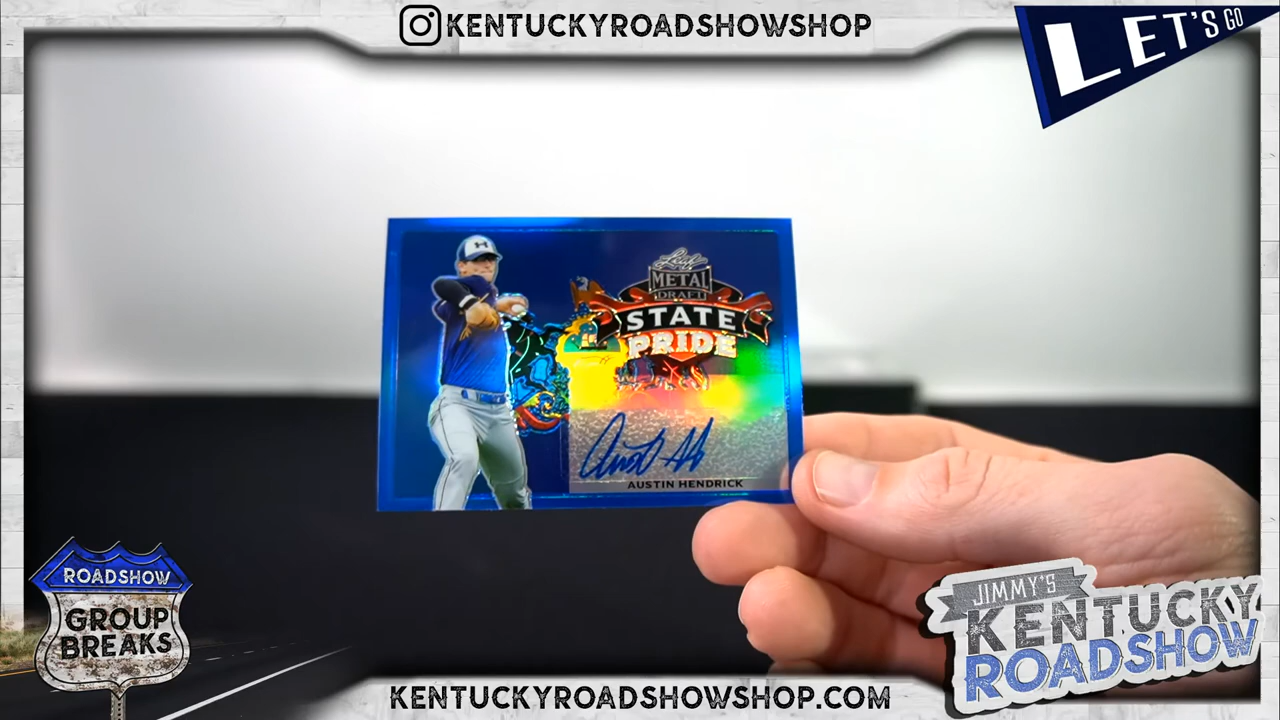 KENTUCKYROADSHOWSHOP
LET'S GO
Leaf
METAL
DRAFT
STATE
PRIDE
AUSTIN HENDRICK
ROADSHOW
GROUP
BREAKS
JIMMY'S
KENTUCKY
ROADSHOW
KENTUCKYROADSHOWSHOP.COM